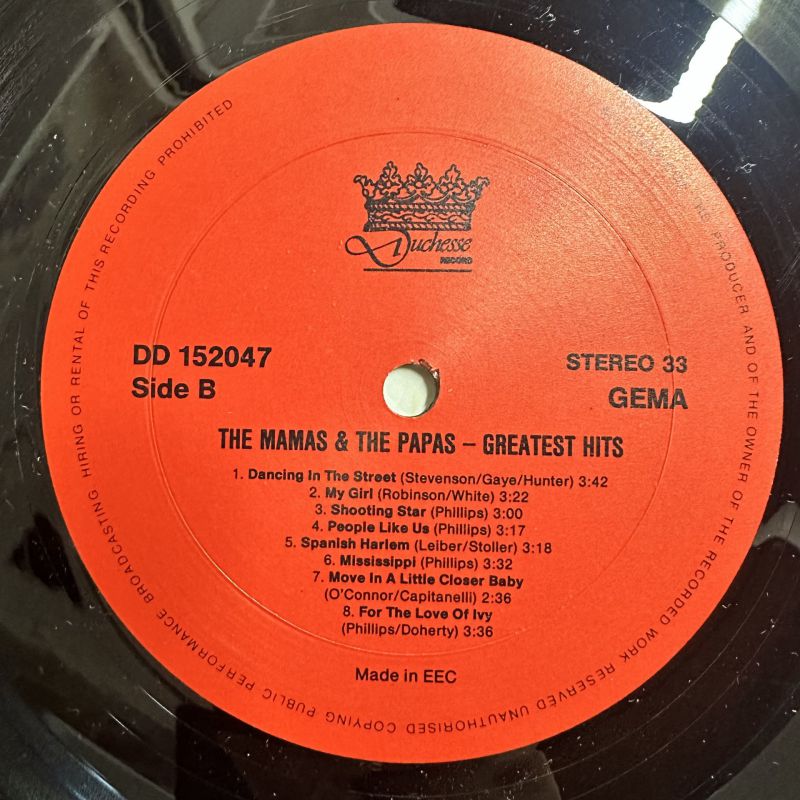 Duchesse
RECORD
DD 152047
Side B
STEREO 33
GEMA
THE MAMAS & THE PAPAS – GREATEST HITS
1. Dancing In The Street (Stevenson/Gaye/Hunter) 3:42
2. My Girl (Robinson/White) 3:22
3. Shooting Star (Phillips) 3:00
4. People Like Us (Phillips) 3:17
5. Spanish Harlem (Leiber/Stoller) 3:18
6. Mississippi (Phillips) 3:32
7. Move In A Little Closer Baby
(O'Connor/Capitanelli) 2:36
8. For The Love Of Ivy
(Phillips/Doherty) 3:36
Made in EEC
PRODUCER AND OF THE OWNER OF THE RECORDED WORK RESERVED UNAUTHORISED COPYING PUBLIC PERFORMANCE BROADCASTING HIRING OR RENTAL OF THIS RECORDING PROHIBITED